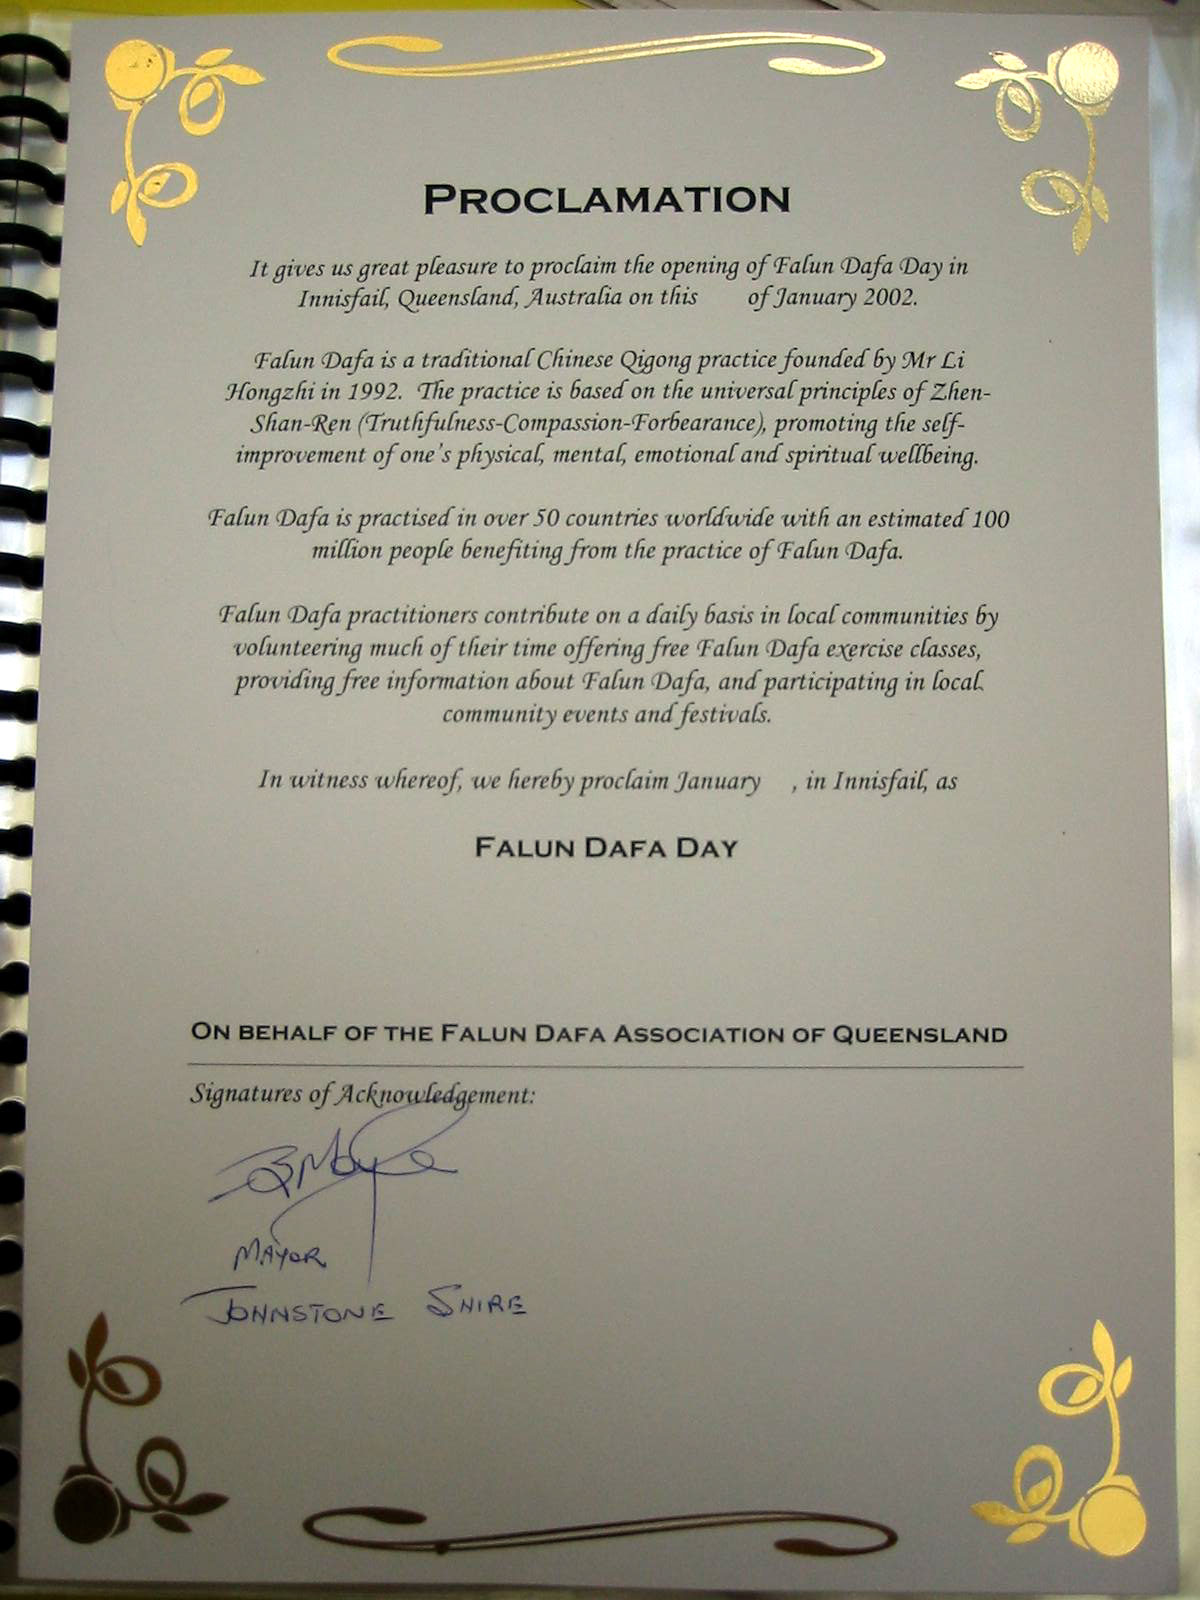 PROCLAMATION
It gives us great pleasure to proclaim the opening of Falun Dafa Day in
Innisfail, Queensland, Australia on this of January 2002.
Falun Dafa is a traditional Chinese Qigong practice founded by Mr Li
Hongzhi in 1992. The practice is based on the universal principles of Zhen-
Shan-Ren (Truthfulness-Compassion-Forbearance), promoting the self-
improvement of one's physical, mental, emotional and spiritual wellbeing.
Falun Dafa is practised in over 50 countries worldwide with an estimated 100
million people benefiting from the practice of Falun Dafa.
Falun Dafa practitioners contribute on a daily basis in local communities by
volunteering much of their time offering free Falun Dafa exercise classes,
providing free information about Falun Dafa, and participating in local
community events and festivals.
In witness whereof, we hereby proclaim January , in Innisfail, as
FALUN DAFA DAY
ON BEHALF OF THE FALUN DAFA ASSOCIATION OF QUEENSLAND
Signatures of Acknowledgement:
MAYOR
JOHNSTONE SHIRE